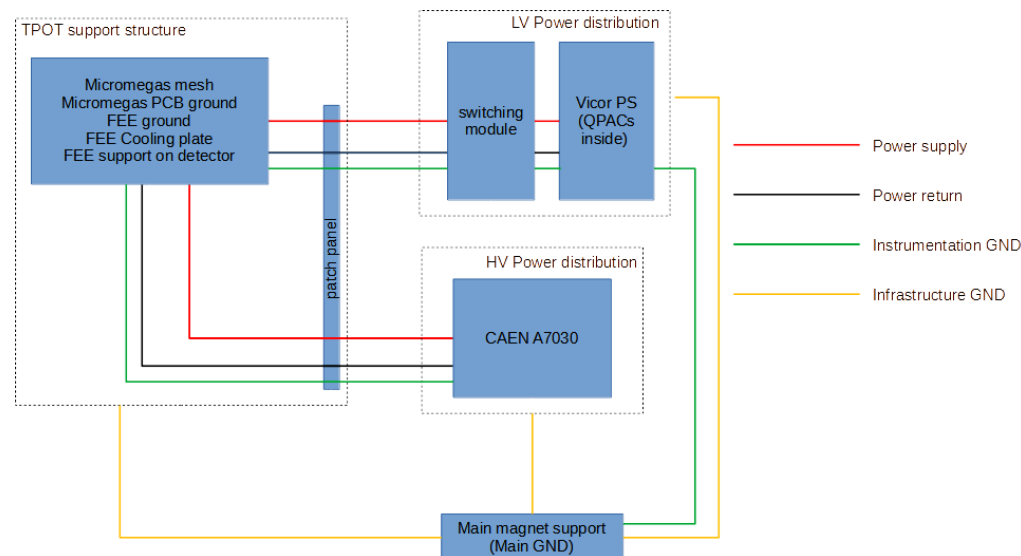 TPOT support structure
Micromegas mesh
Micromegas PCB ground
FEE ground
FEE Cooling plate
FEE support on detector
patch panel
LV Power distribution
switching
module
Vicor PS
(QPACs
inside)
HV Power distribution
CAEN A7030
Main magnet support
(Main GND)
Power supply
Power return
Instrumentation GND
Infrastructure GND